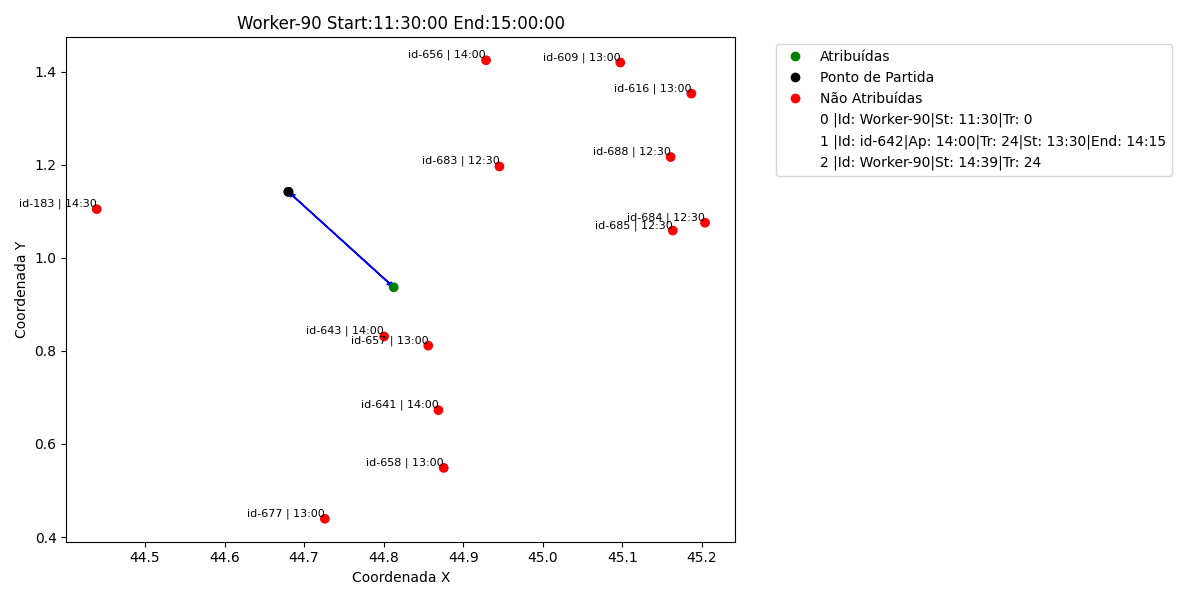 Worker-90 Start:11:30:00 End:15:00:00
Coordenada Y
1.4
1.2
1.0
0.8
0.6
0.4
id-656 | 14:00
id-609 | 13:00
id-616 | 13:00
id-688 | 12:30
id-683 | 12:30
id-183 | 14:30
id-684 | 12:30
id-685 | 12:30
id-643 | 14:00
id-657 | 13:00
id-641 | 14:00
id-658 | 13:00
id-677 | 13:00
44.5 44.6 44.7 44.8 44.9 45.0 45.1 45.2
Coordenada X
Atribuídas
Ponto de Partida
Não Atribuídas
0 |Id: Worker-90|St: 11:30|Tr: 0
1 |Id: id-642|Ap: 14:00|Tr: 24|St: 13:30|End: 14:15
2 |Id: Worker-90|St: 14:39|Tr: 24